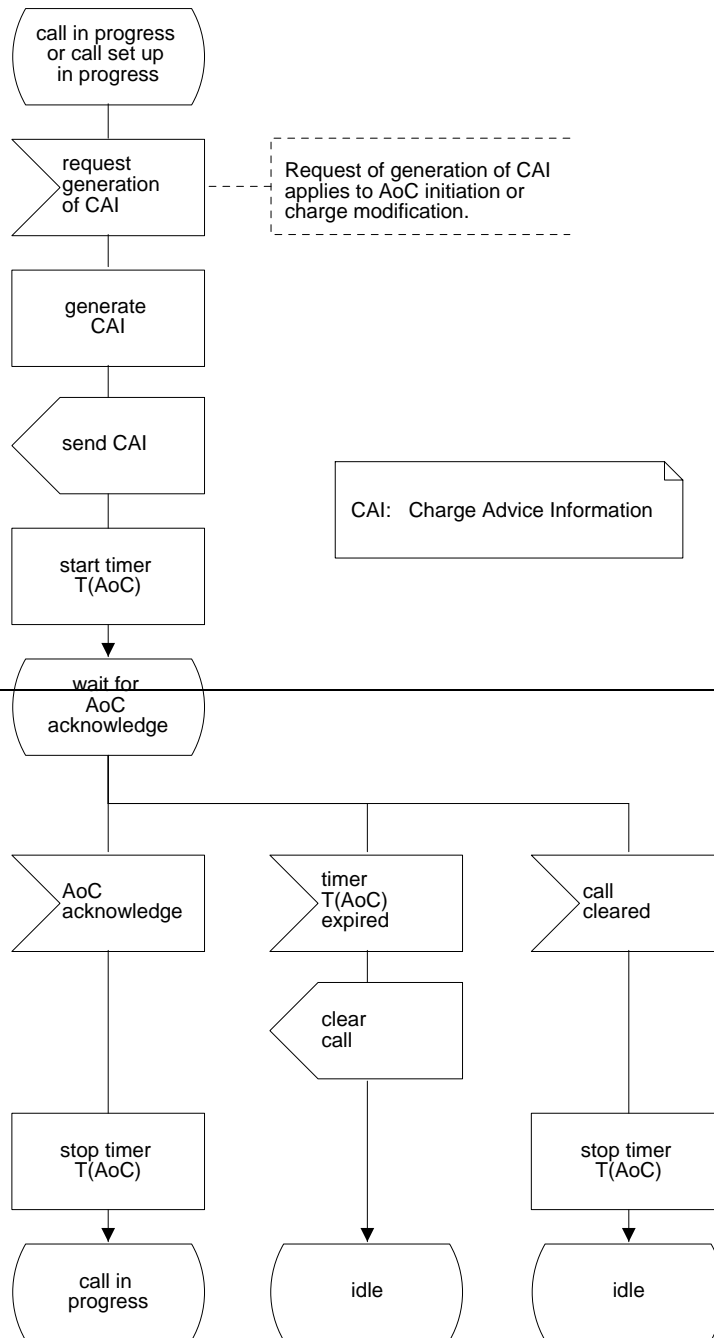 call in progress
or call set up
in progress
request
generation
of CAI
Request of generation of CAI
applies to AoC initiation or
charge modification.
generate
CAI
send CAI
CAI: Charge Advice Information
start timer
T(AoC)
wait for
AoC
acknowledge
AoC
acknowledge
timer
T(AoC)
expired
call
cleared
clear
call
stop timer
T(AoC)
stop timer
T(AoC)
call in
progress
idle
idle